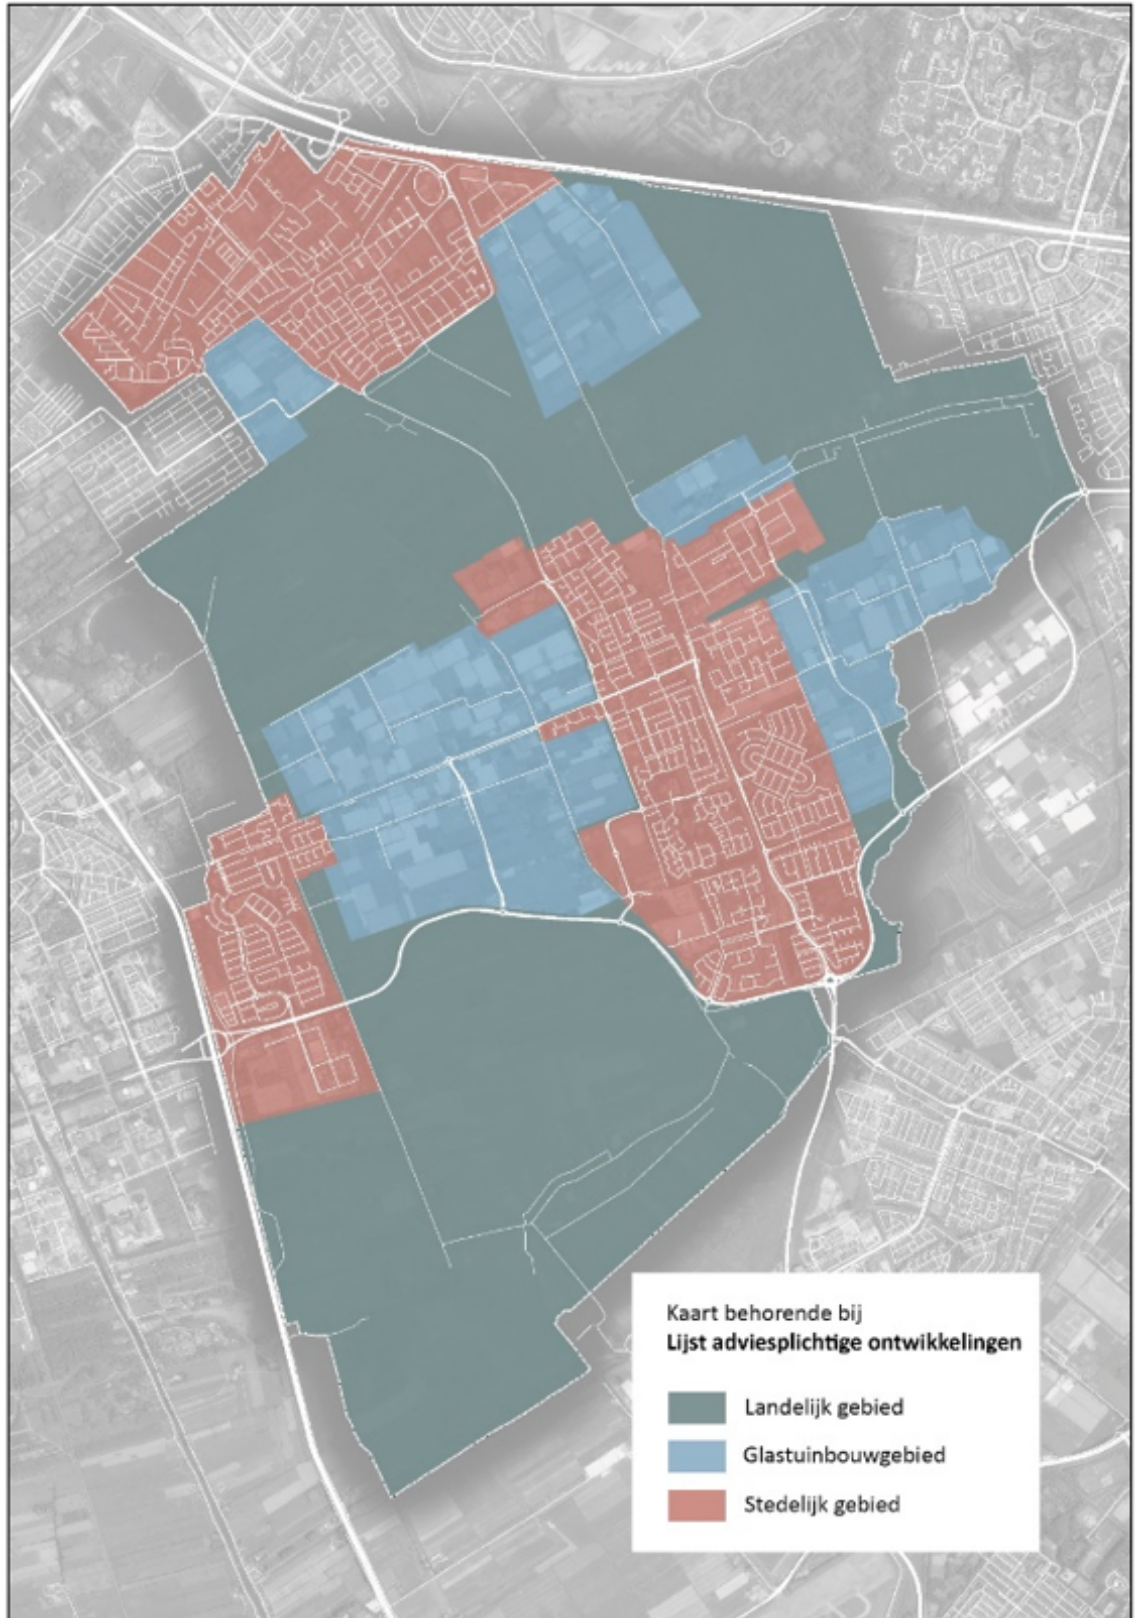 Kaart behorende bij
Lijst adviesplichtige ontwikkelingen
Landelijk gebied
Glastuinbouwgebied
Stedelijk gebied